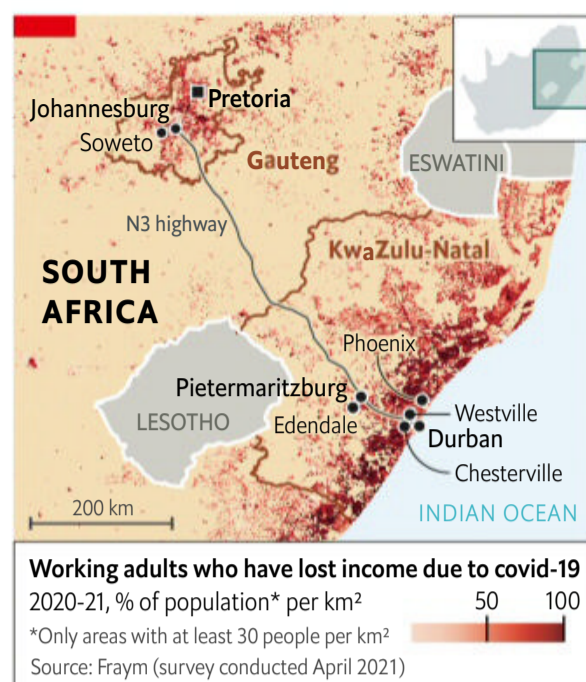 Pretoria
Johannesburg
Soweto
Gauteng
ESWATINI
N3 highway
KwaZulu-Natal
SOUTH
AFRICA
Phoenix
Pietermaritzburg
LESOTHO
Edendale
Westville
Durban
Chesterville
200 km
INDIAN OCEAN
Working adults who have lost income due to covid-19
2020-21, % of population* per km²
50 100
*Only areas with at least 30 people per km²
Source: Fraym (survey conducted April 2021)